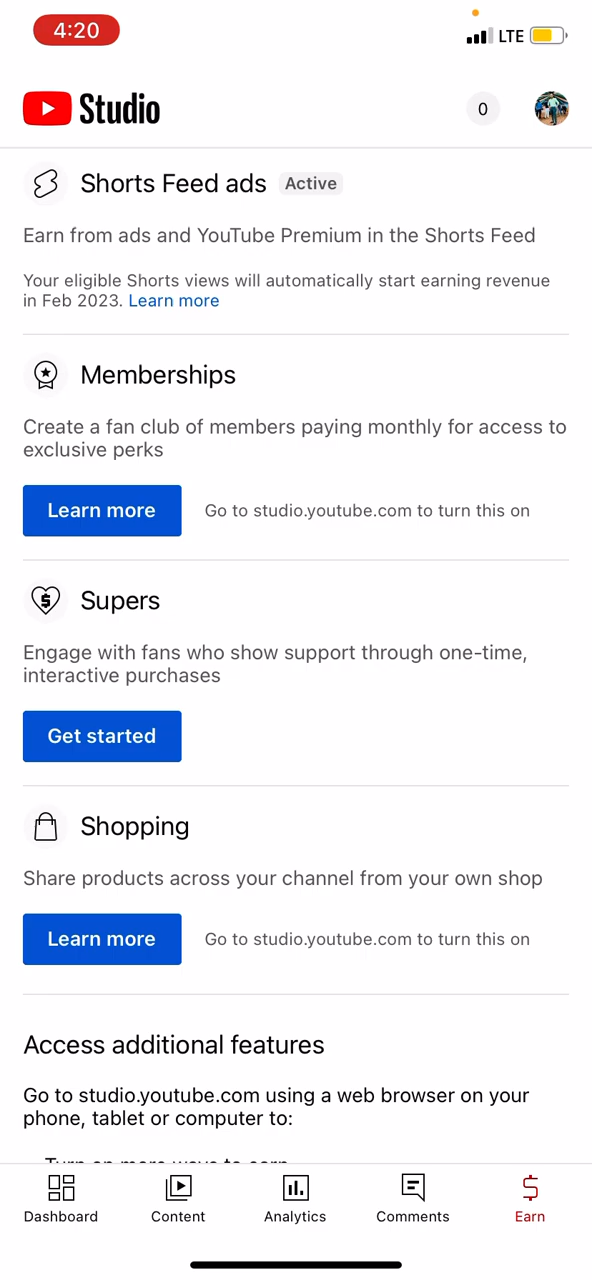 4:20
LTE
Studio
0
Shorts Feed ads Active
Earn from ads and YouTube Premium in the Shorts Feed
Your eligible Shorts views will automatically start earning revenue
in Feb 2023. Learn more
Memberships
Create a fan club of members paying monthly for access to
exclusive perks
Learn more Go to studio.youtube.com to turn this on
Supers
Engage with fans who show support through one-time,
interactive purchases
Get started
Shopping
Share products across your channel from your own shop
Learn more Go to studio.youtube.com to turn this on
Access additional features
Go to studio.youtube.com using a web browser on your
phone, tablet or computer to:
Turn on more ways to earn
Dashboard Content Analytics Comments Earn